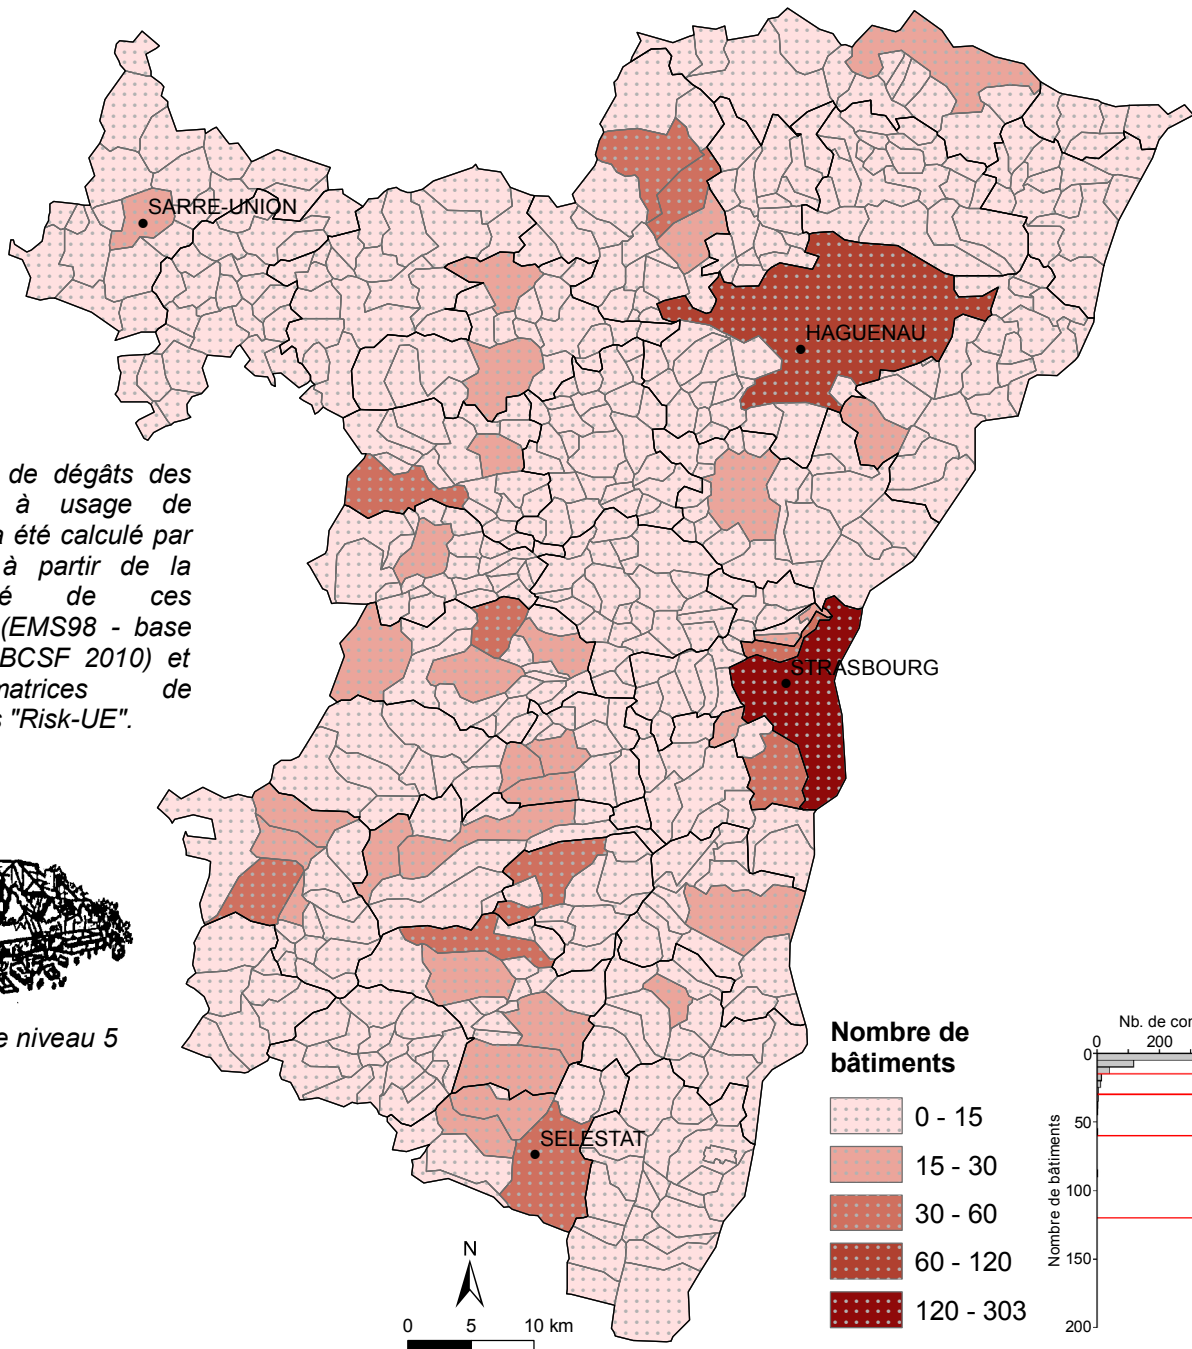 SARRE-UNION
HAGUENAU
de dégâts des
à usage de
a été calculé par
à partir de la
é de ces
(EMS98 - base
BCSF 2010) et
matrices de
s "Risk-UE".
STRASBOURG
e niveau 5
SELESTAT
N
0 5 10 km
Nombre de
bâtiments
0 - 15
15 - 30
30 - 60
60 - 120
120 - 303
Nb. de cor
0 200
Nombre de bâtiments
0
50
100
150
200